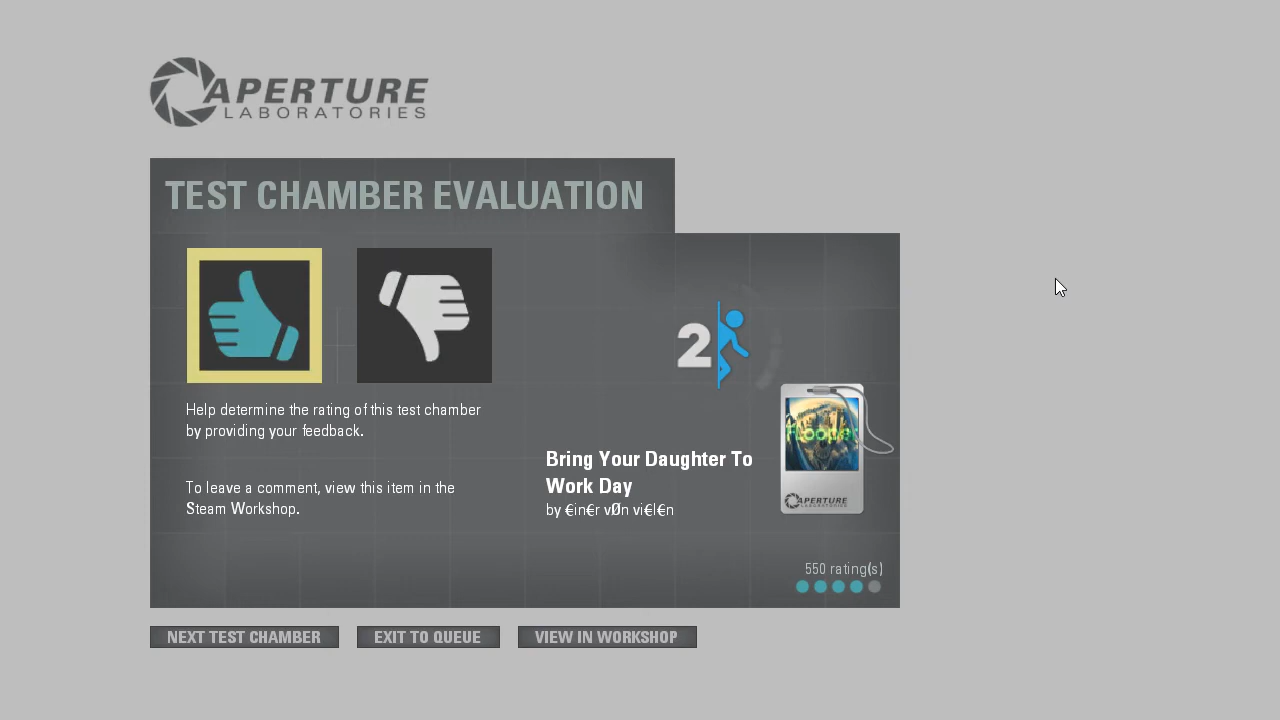 APERTURE
LABORATORIES
TEST CHAMBER EVALUATION
Help determine the rating of this test chamber
by providing your feedback.
To leave a comment, view this item in the
Steam Workshop.
2
Bring Your Daughter To
Work Day
by €in€r vØn vi€l€n
Flooper
APERTURE
550 rating(s)
NEXT TEST CHAMBER
EXIT TO QUEUE
VIEW IN WORKSHOP